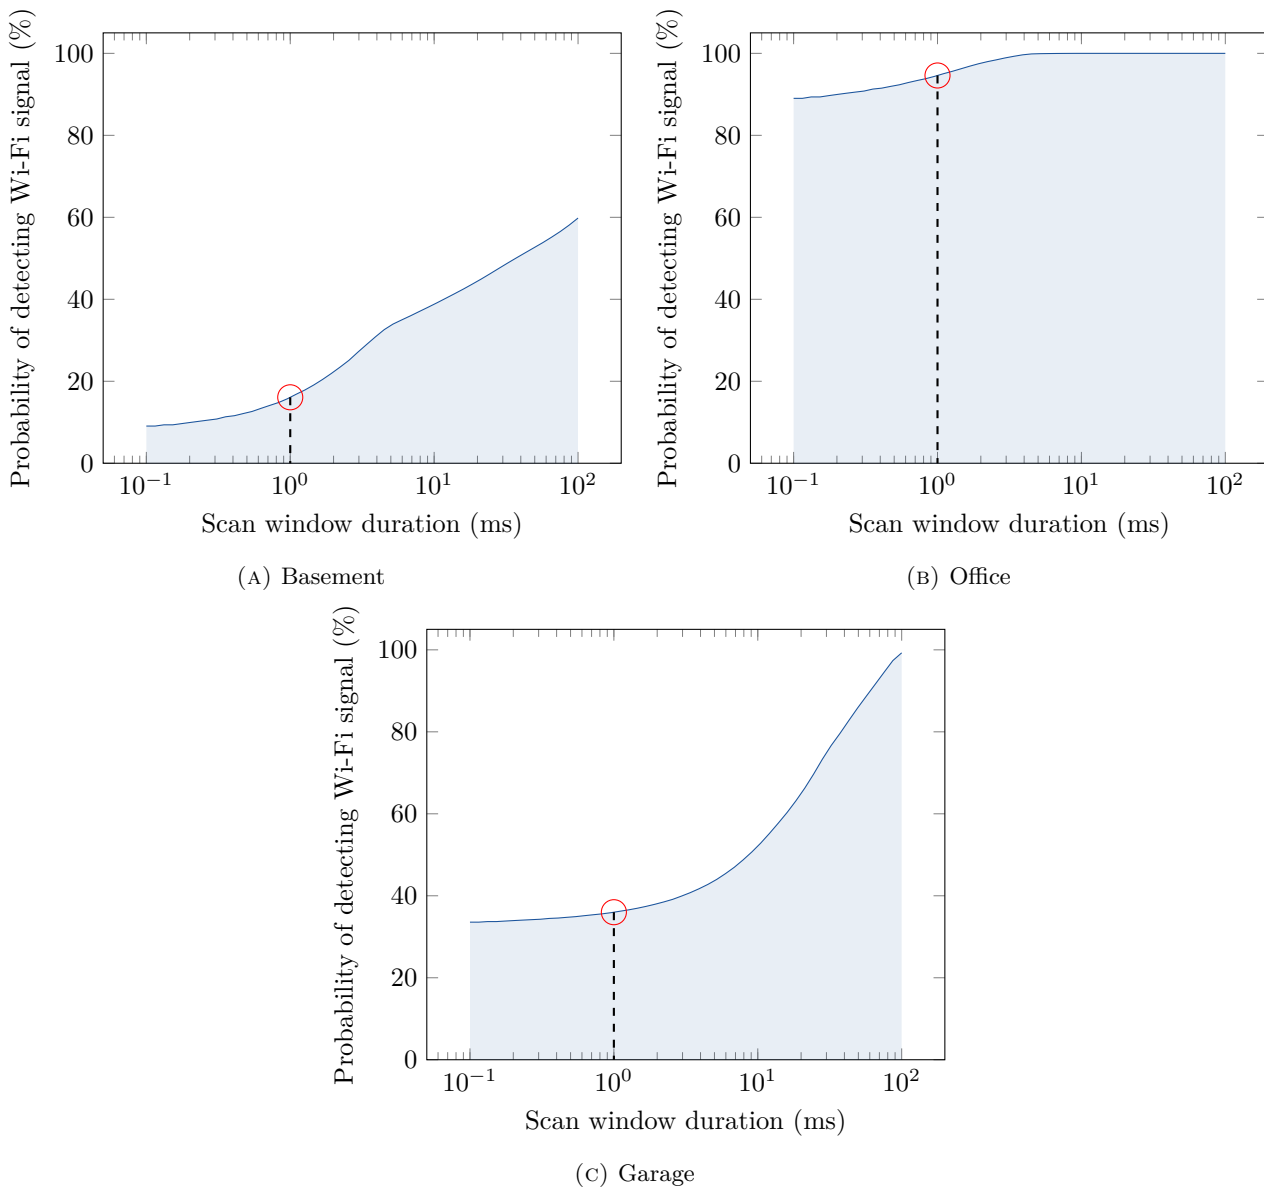 Probability of detecting Wi-Fi signal (%)
100
80
60
40
20
0
10⁻¹ 10⁰ 10¹ 10²
Scan window duration (ms)
(A) Basement
Probability of detecting Wi-Fi signal (%)
100
80
60
40
20
0
10⁻¹ 10⁰ 10¹ 10²
Scan window duration (ms)
(B) Office
Probability of detecting Wi-Fi signal (%)
100
80
60
40
20
0
10⁻¹ 10⁰ 10¹ 10²
Scan window duration (ms)
(C) Garage